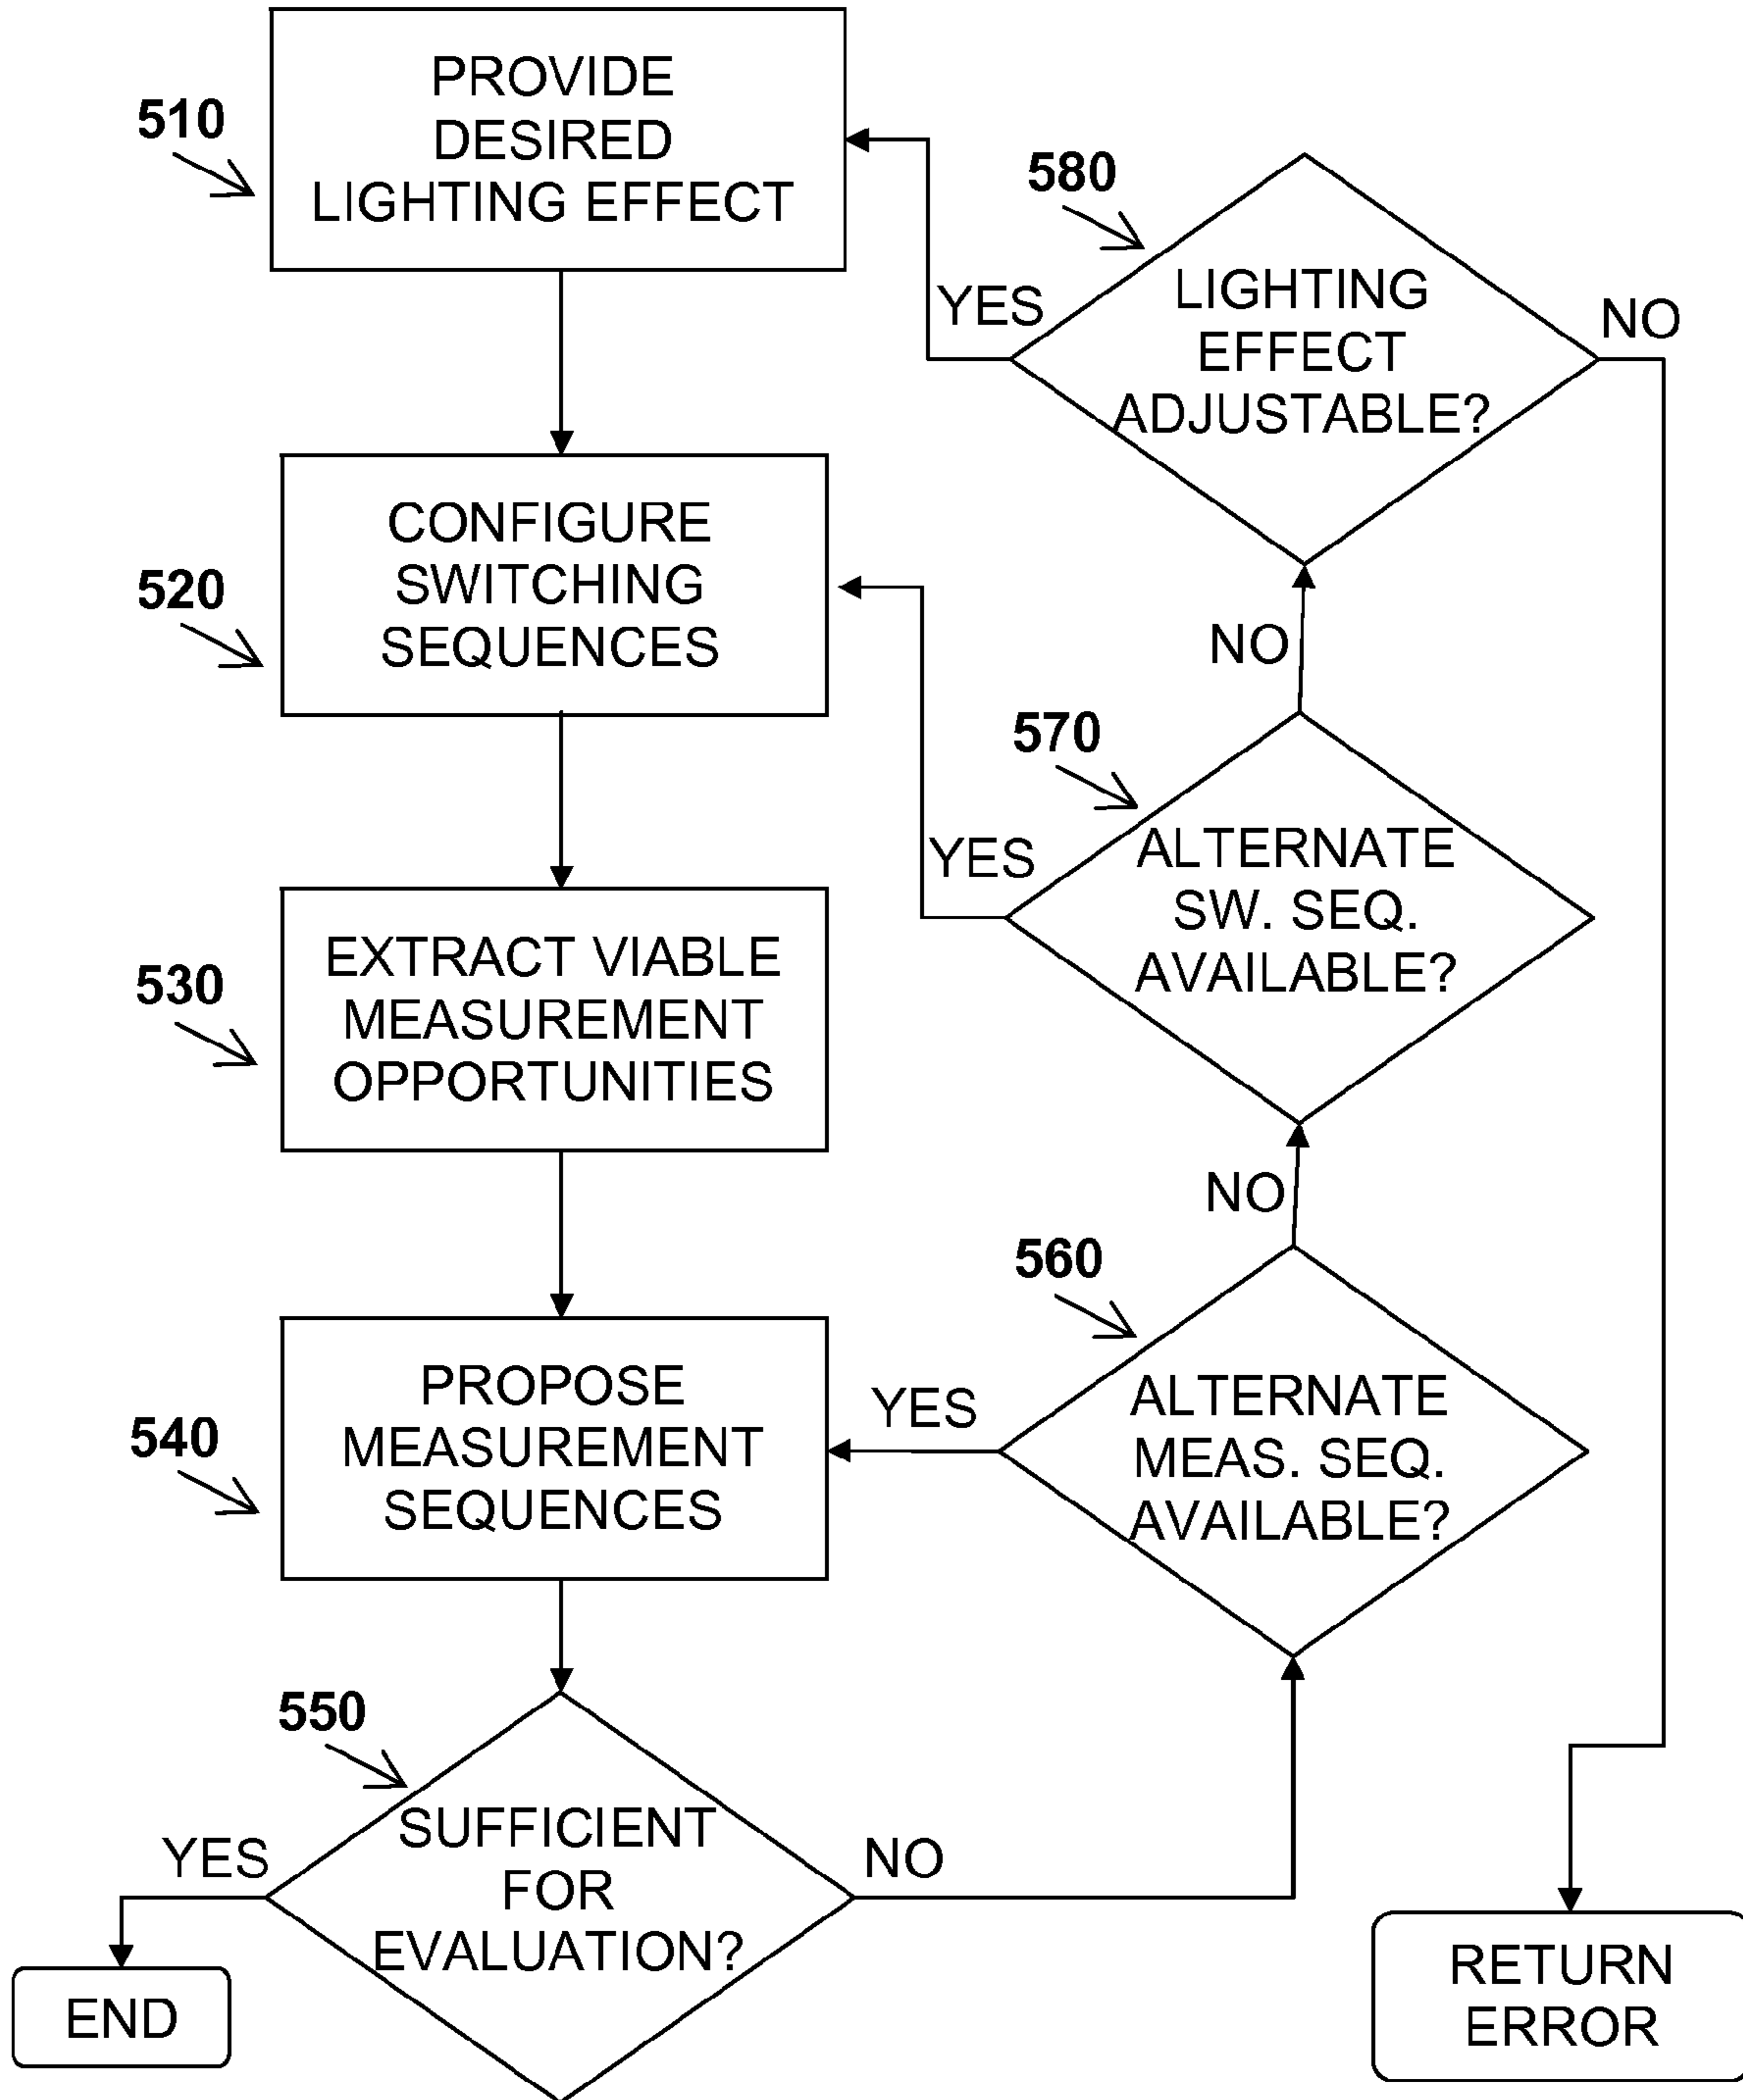 510
PROVIDE
DESIRED
LIGHTING EFFECT
580
LIGHTING
EFFECT
ADJUSTABLE?
YES
NO
520
CONFIGURE
SWITCHING
SEQUENCES
NO
570
ALTERNATE
SW. SEQ.
AVAILABLE?
YES
530
EXTRACT VIABLE
MEASUREMENT
OPPORTUNITIES
NO
560
ALTERNATE
MEAS. SEQ.
AVAILABLE?
YES
540
PROPOSE
MEASUREMENT
SEQUENCES
550
SUFFICIENT
FOR
EVALUATION?
YES
NO
END
RETURN
ERROR